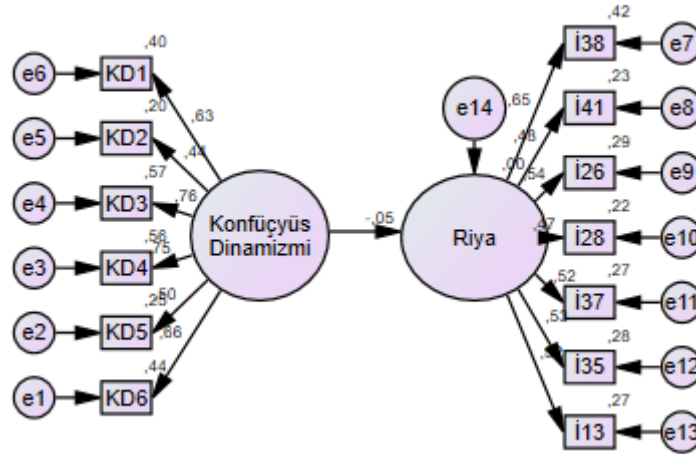 ,40
e6 KD1
,63
,20
e5 KD2
,44
,57
e4 KD3
,76
,56
e3 KD4
,75
,25
,50
e2 KD5
,66
,44
e1 KD6
Konfüçyüs
Dinamizmi
-,05
e14
,00
Riya
,42
İ38 e7
,65
,23
İ41 e8
,48
,29
İ26 e9
,54
,22
İ28 e10
,47
,27
İ37 e11
,52
,28
İ35 e12
,53
,27
İ13 e13